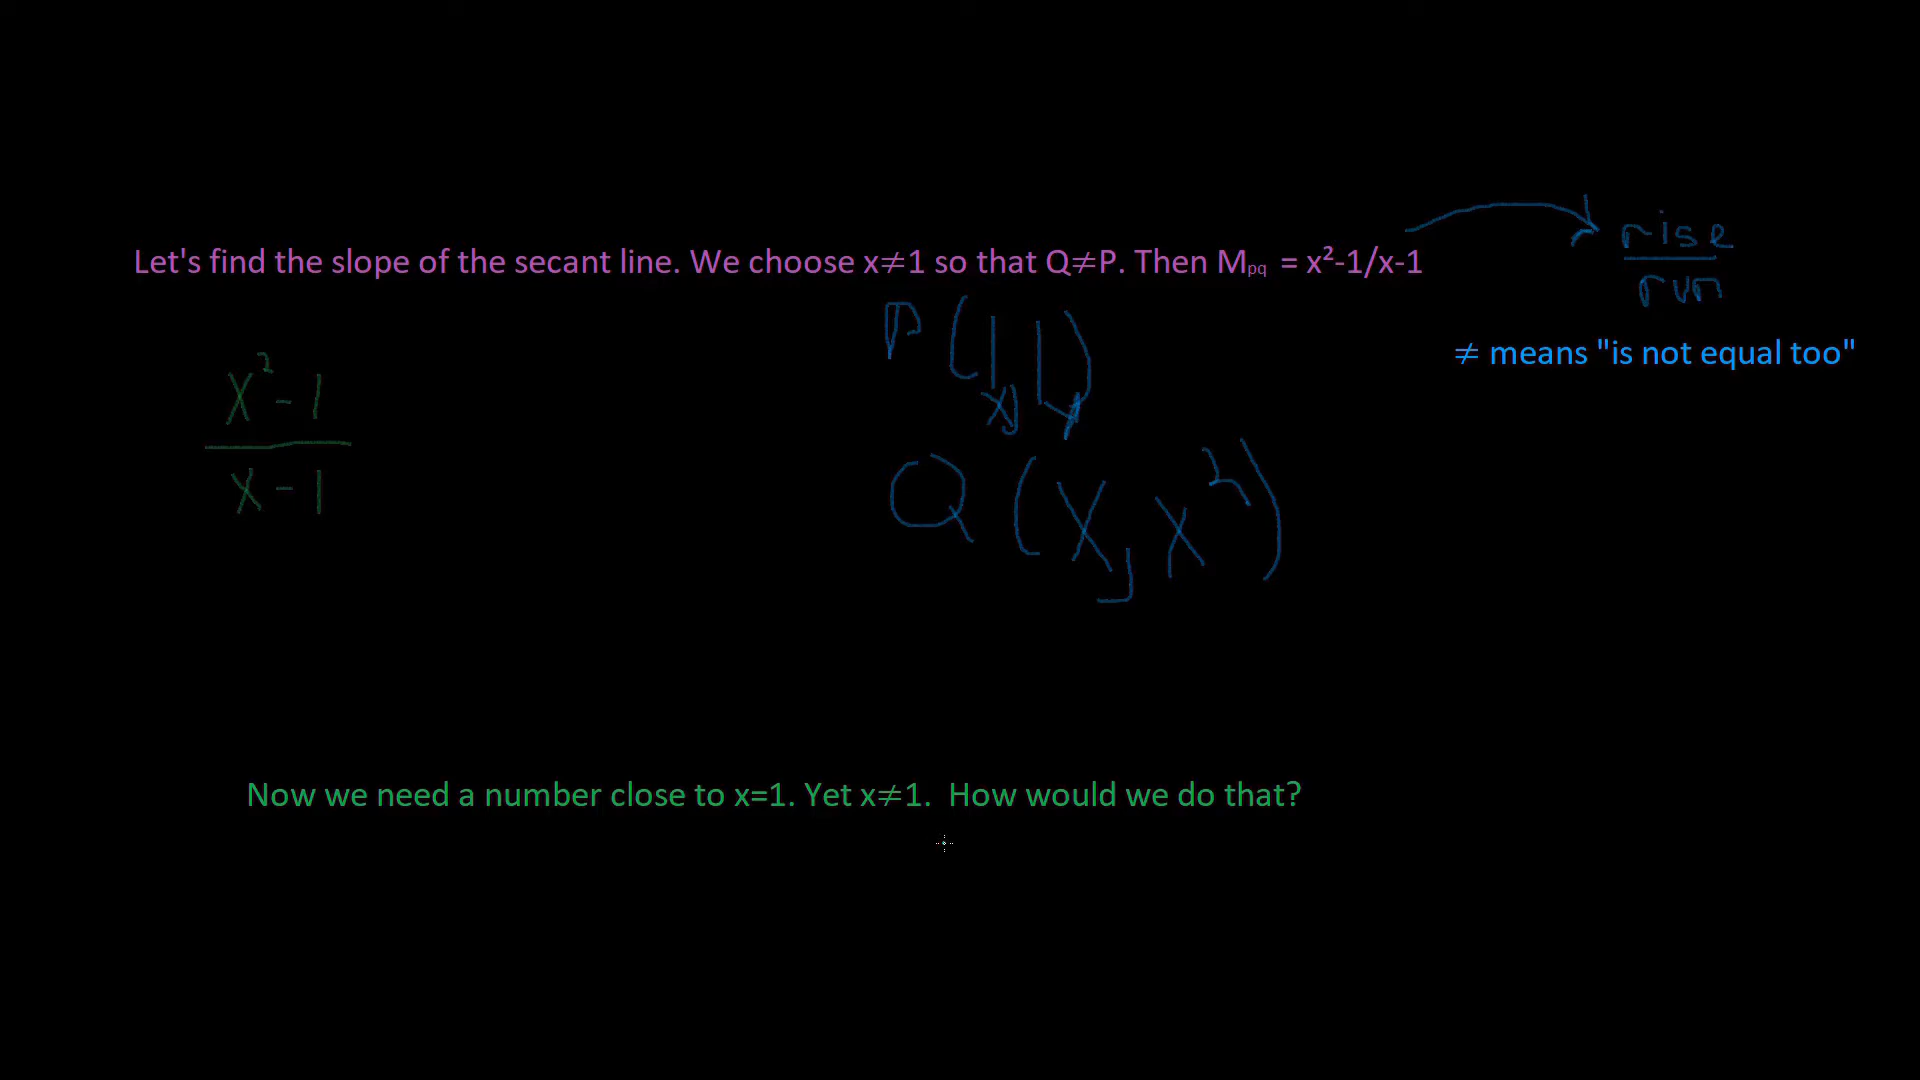 Let's find the slope of the secant line. We choose x≠1 so that Q≠P. Then Mpq = x²-1/x-1
rise
run
≠ means "is not equal too"
P(1,1)
x y
x²-1
x-1
Q(x,x²)
Now we need a number close to x=1. Yet x≠1. How would we do that?